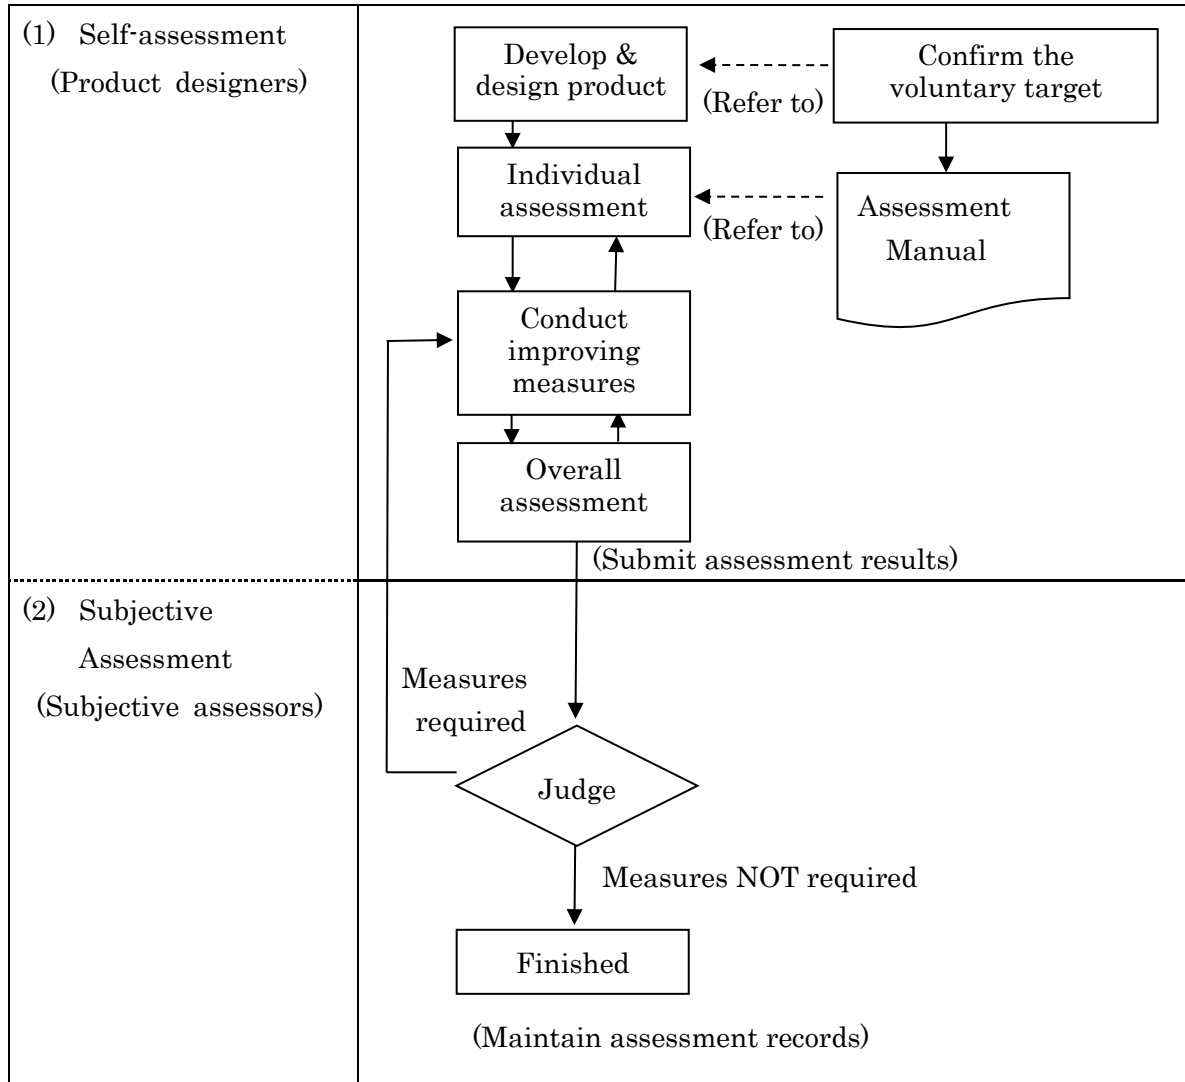 (1) Self-assessment
(Product designers)
Develop &
design product
(Refer to)
Confirm the
voluntary target
Individual
assessment
(Refer to)
Assessment
Manual
Conduct
improving
measures
Overall
assessment
(Submit assessment results)
(2) Subjective
Assessment
(Subjective assessors)
Measures
required
Judge
Measures NOT required
Finished
(Maintain assessment records)